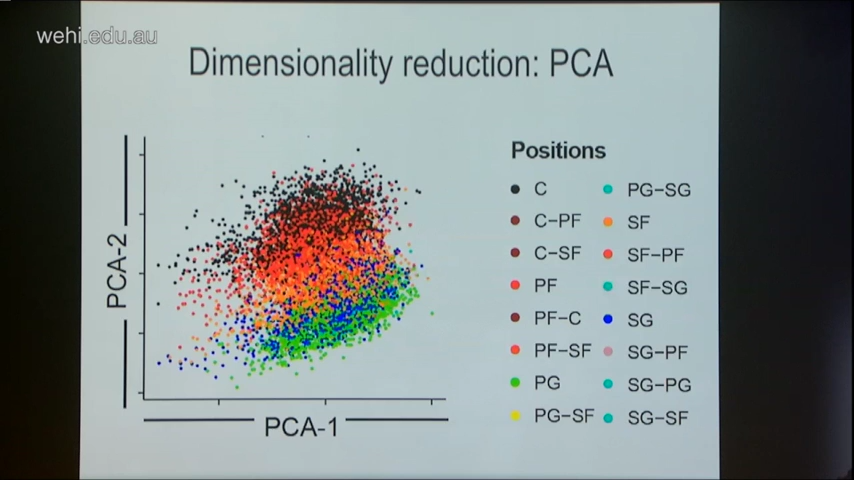 wehi.edu.au
Dimensionality reduction: PCA
PCA-2
PCA-1
Positions
C
C−PF
C−SF
PF
PF−C
PF−SF
PG
PG−SF
PG−SG
SF
SF−PF
SF−SG
SG
SG−PF
SG−PG
SG−SF